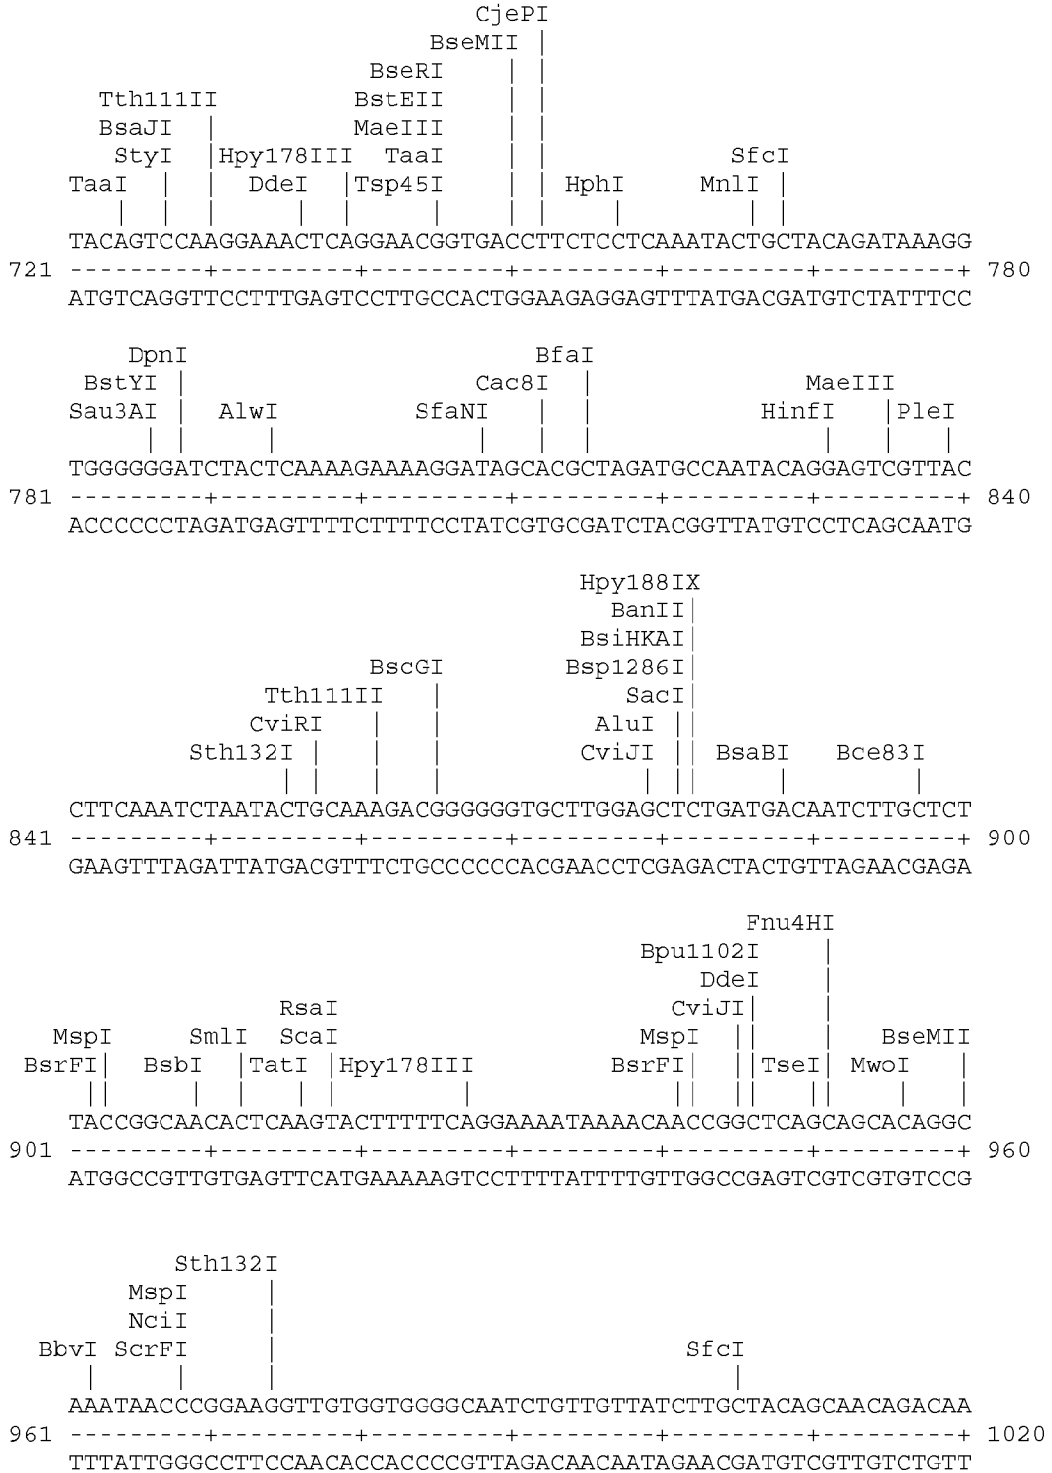 CjePI
BseMII |
BseRI | |
Tth111II BstEII | |
BsaJI | MaeIII | |
StyI | |Hpy178III TaaI | | SfcI
TaaI | | DdeI |Tsp45I | | HphI MnlI |
| | | | | | | | | | |
TACAGTCCAAGGAAACTCAGGAACGGTGACCTTCTCCTCAAATACTGCTACAGATAAAGG
721 ---------+---------+---------+---------+---------+---------+ 780
ATGTCAGGTTCCTTTGAGTCCTTGCCACTGGAAGAGGAGTTTATGACGATGTCTATTTCC
DpnI BfaI
BstYI | Cac8I | MaeIII
Sau3AI | AlwI SfaNI | | HinfI |PleI
| | | | | | | | |
TGGGGGGATCTACTCAAAAGAAAAGGATAGCACGCTAGATGCCAATACAGGAGTCGTTAC
781 ---------+---------+---------+---------+---------+---------+ 840
ACCCCCCTAGATGAGTTTTCTTTTCCTATCGTGCGATCTACGGTTATGTCCTCAGCAATG
Hpy188IX
BanII|
BsiHKAI|
BscGI Bsp1286I|
Tth111II | SacI|
CviRI | | AluI ||
Sth132I | | | CviJI || BsaBI Bce83I
| | | | | || | |
CTTCAAATCTAATACTGCAAAGACGGGGGGTGCTTGGAGCTCTGATGACAATCTTGCTCT
841 ---------+---------+---------+---------+---------+---------+ 900
GAAGTTTAGATTATGACGTTTCTGCCCCCCACGAACCTCGAGACTACTGTTAGAACGAGA
Fnu4HI
Bpu1102I |
DdeI |
RsaI CviJI| |
MspI SmlI ScaI MspI || BseMII
BsrFI| BsbI |TatI |Hpy178III BsrFI| ||TseI| MwoI |
|| | | | | | || || || | |
TACCGGCAACACTCAAGTACTTTTTCAGGAAAATAAAACAACCGGCTCAGCAGCACAGGC
901 ---------+---------+---------+---------+---------+---------+ 960
ATGGCCGTTGTGAGTTCATGAAAAAGTCCTTTTATTTTGTTGGCCGAGTCGTCGTGTCCG
Sth132I
MspI |
NciI |
BbvI ScrFI | SfcI
| | | |
AAATAACCCGGAAGGTTGTGGTGGGGCAATCTGTTGTTATCTTGCTACAGCAACAGACAA
961 ---------+---------+---------+---------+---------+---------+ 1020
TTTATTGGGCCTTCCAACACCACCCCGTTAGACAACAATAGAACGATGTCGTTGTCTGTT